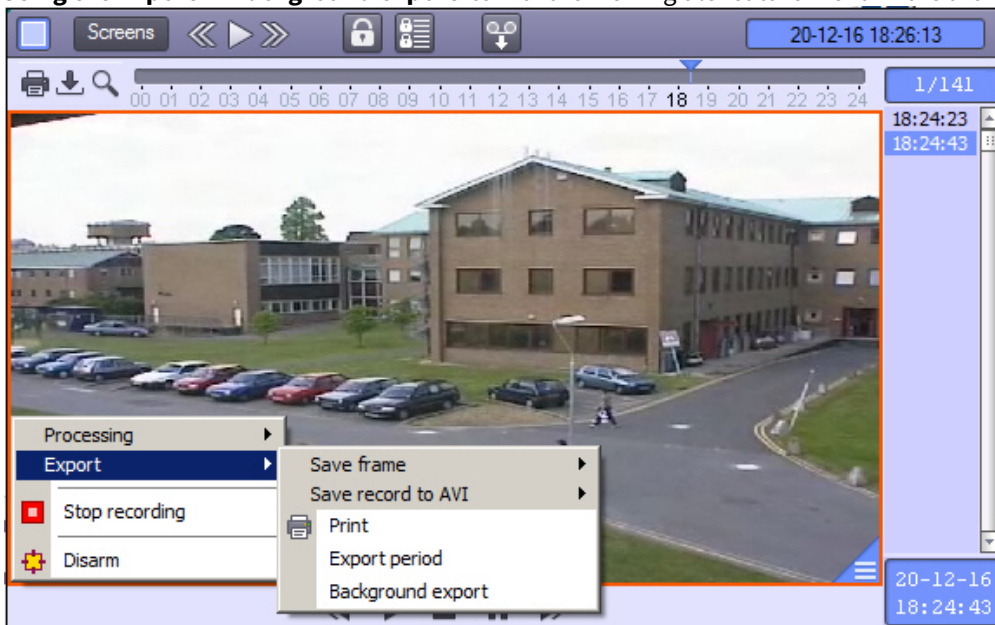 Screens
20-12-16 18:26:13
00 01 02 03 04 05 06 07 08 09 10 11 12 13 14 15 16 17 18 19 20 21 22 23 24
1/141
18:24:23
18:24:43
Processing
Export
Stop recording
Disarm
Save frame
Save record to AVI
Print
Export period
Background export
20-12-16
18:24:43